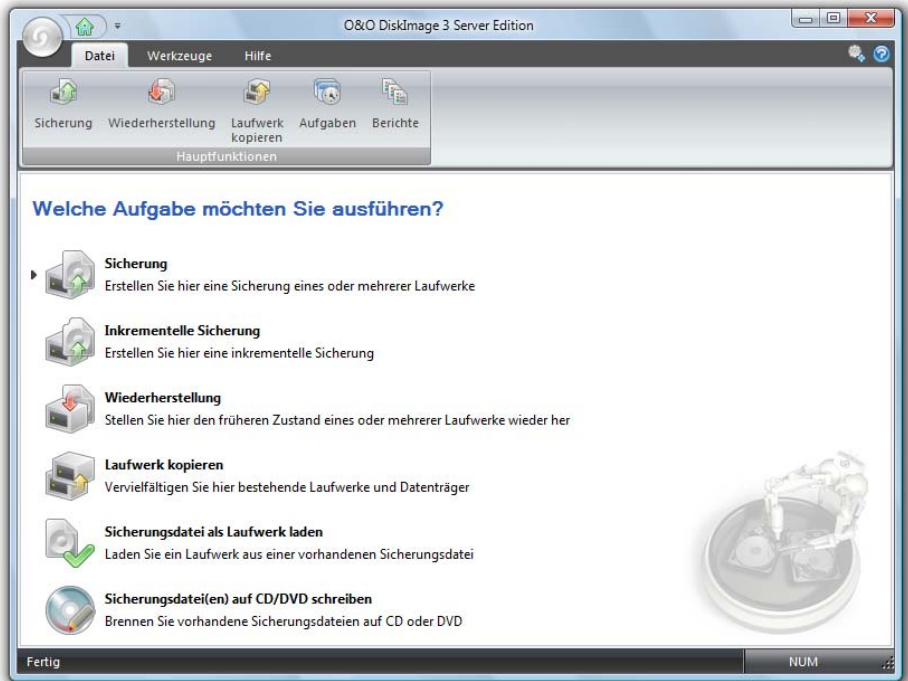 O&O DiskImage 3 Server Edition
Datei Werkzeuge Hilfe
Sicherung Wiederherstellung Laufwerk kopieren Aufgaben Berichte
Hauptfunktionen
Welche Aufgabe möchten Sie ausführen?
Sicherung
Erstellen Sie hier eine Sicherung eines oder mehrerer Laufwerke
Inkrementelle Sicherung
Erstellen Sie hier eine inkrementelle Sicherung
Wiederherstellung
Stellen Sie hier den früheren Zustand eines oder mehrerer Laufwerke wieder her
Laufwerk kopieren
Vervielfältigen Sie hier bestehende Laufwerke und Datenträger
Sicherungsdatei als Laufwerk laden
Laden Sie ein Laufwerk aus einer vorhandenen Sicherungsdatei
Sicherungsdatei(en) auf CD/DVD schreiben
Brennen Sie vorhandene Sicherungsdateien auf CD oder DVD
Fertig NUM